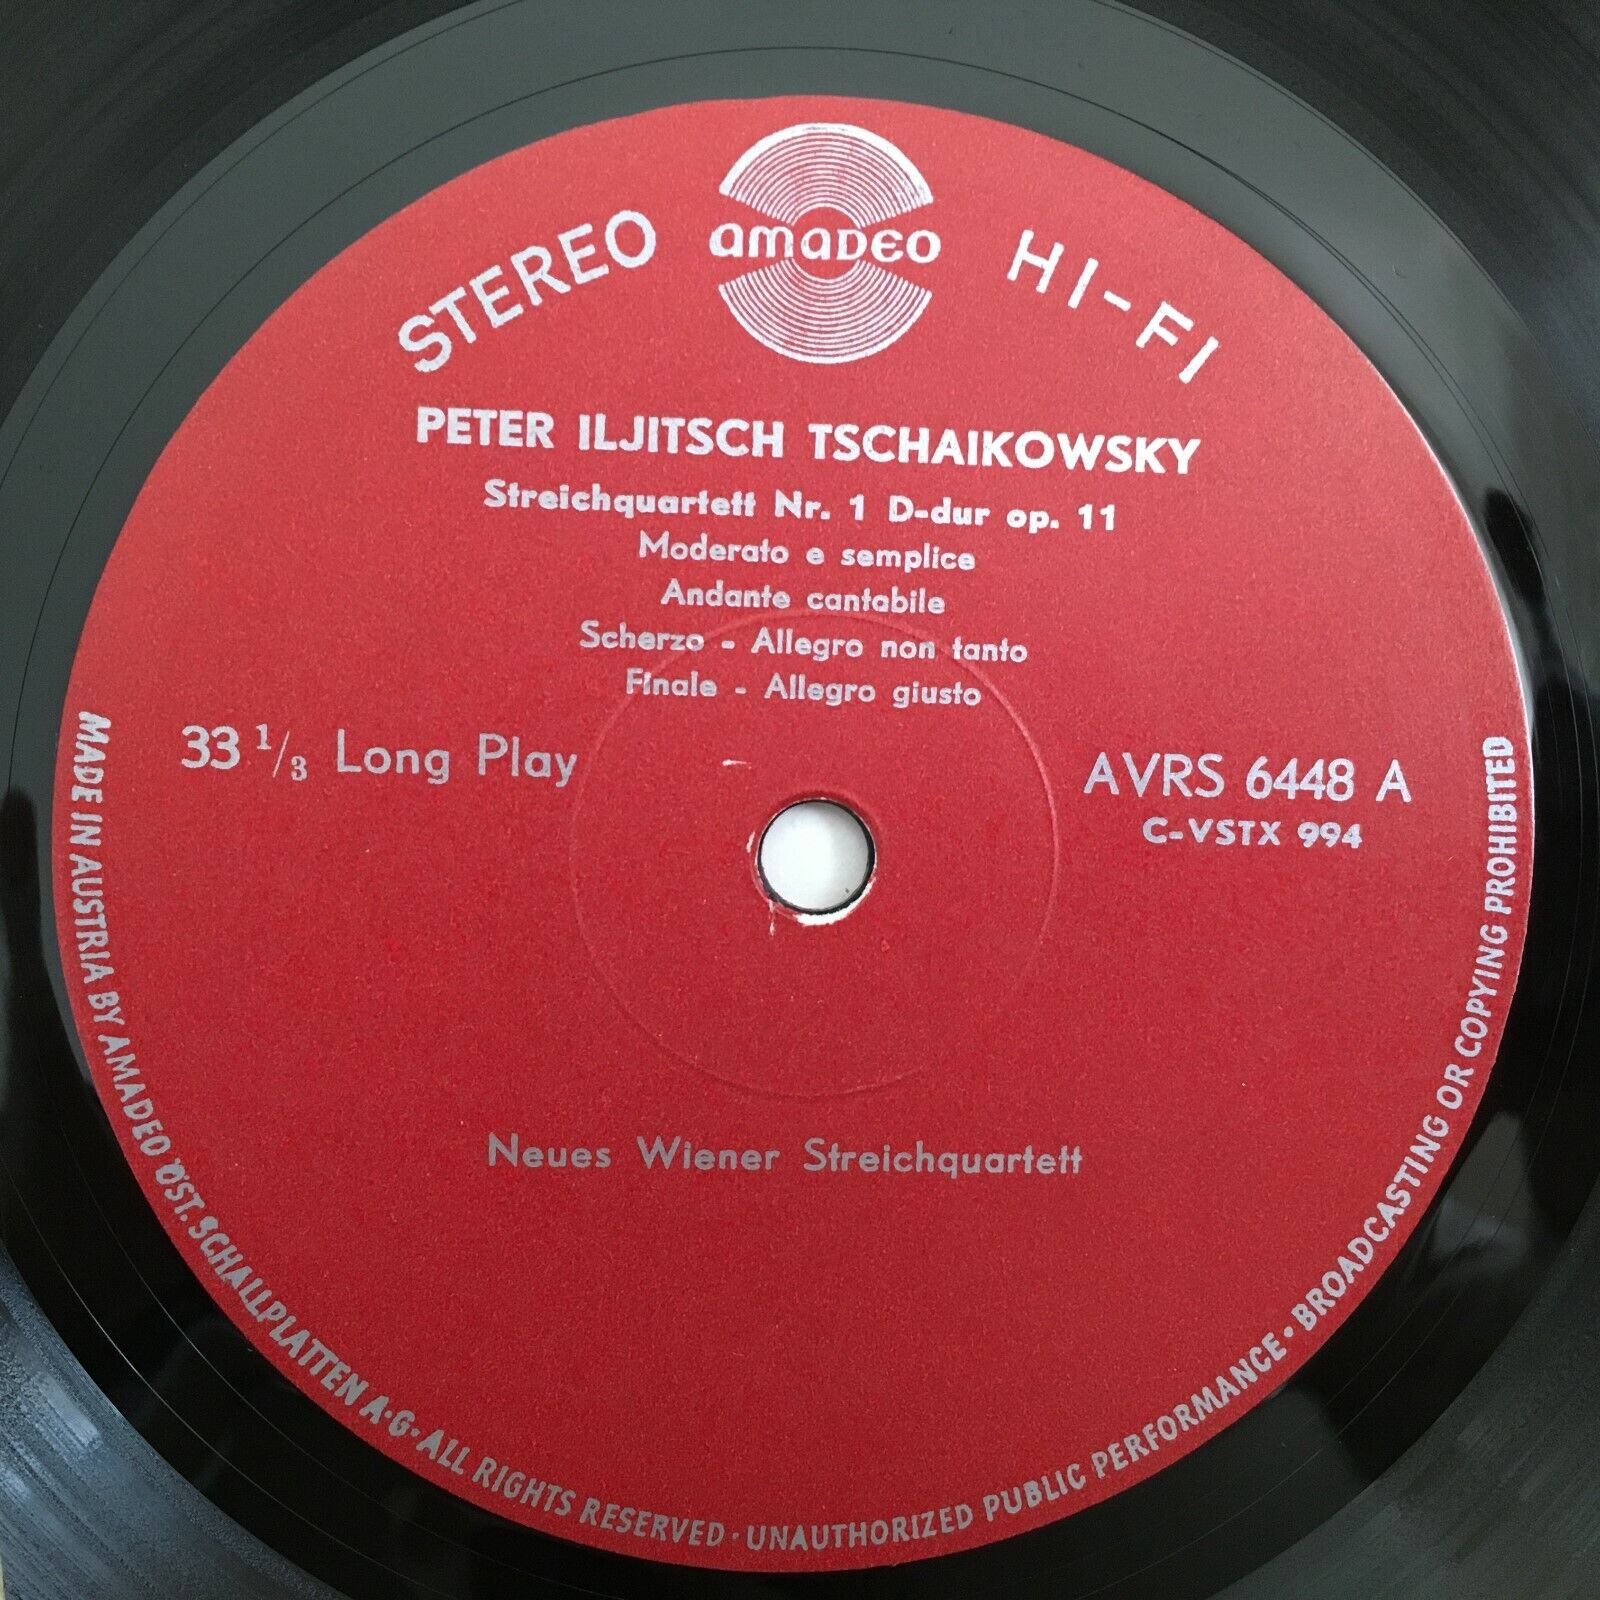 STEREO
amaDeo
HI-FI
PETER ILJITSCH TSCHAIKOWSKY
Streichquartett Nr. 1 D-dur op. 11
Moderato e semplice
Andante cantabile
Scherzo - Allegro non tanto
Finale - Allegro giusto
33 1/3 Long Play
AVRS 6448 A
C-VSTX 994
Neues Wiener Streichquartett
MADE IN AUSTRIA BY AMADEO ÖST. SCHALLPLATTEN A·G·ALL RIGHTS RESERVED·UNAUTHORIZED PUBLIC PERFORMANCE·BROADCASTING OR COPYING PROHIBITED